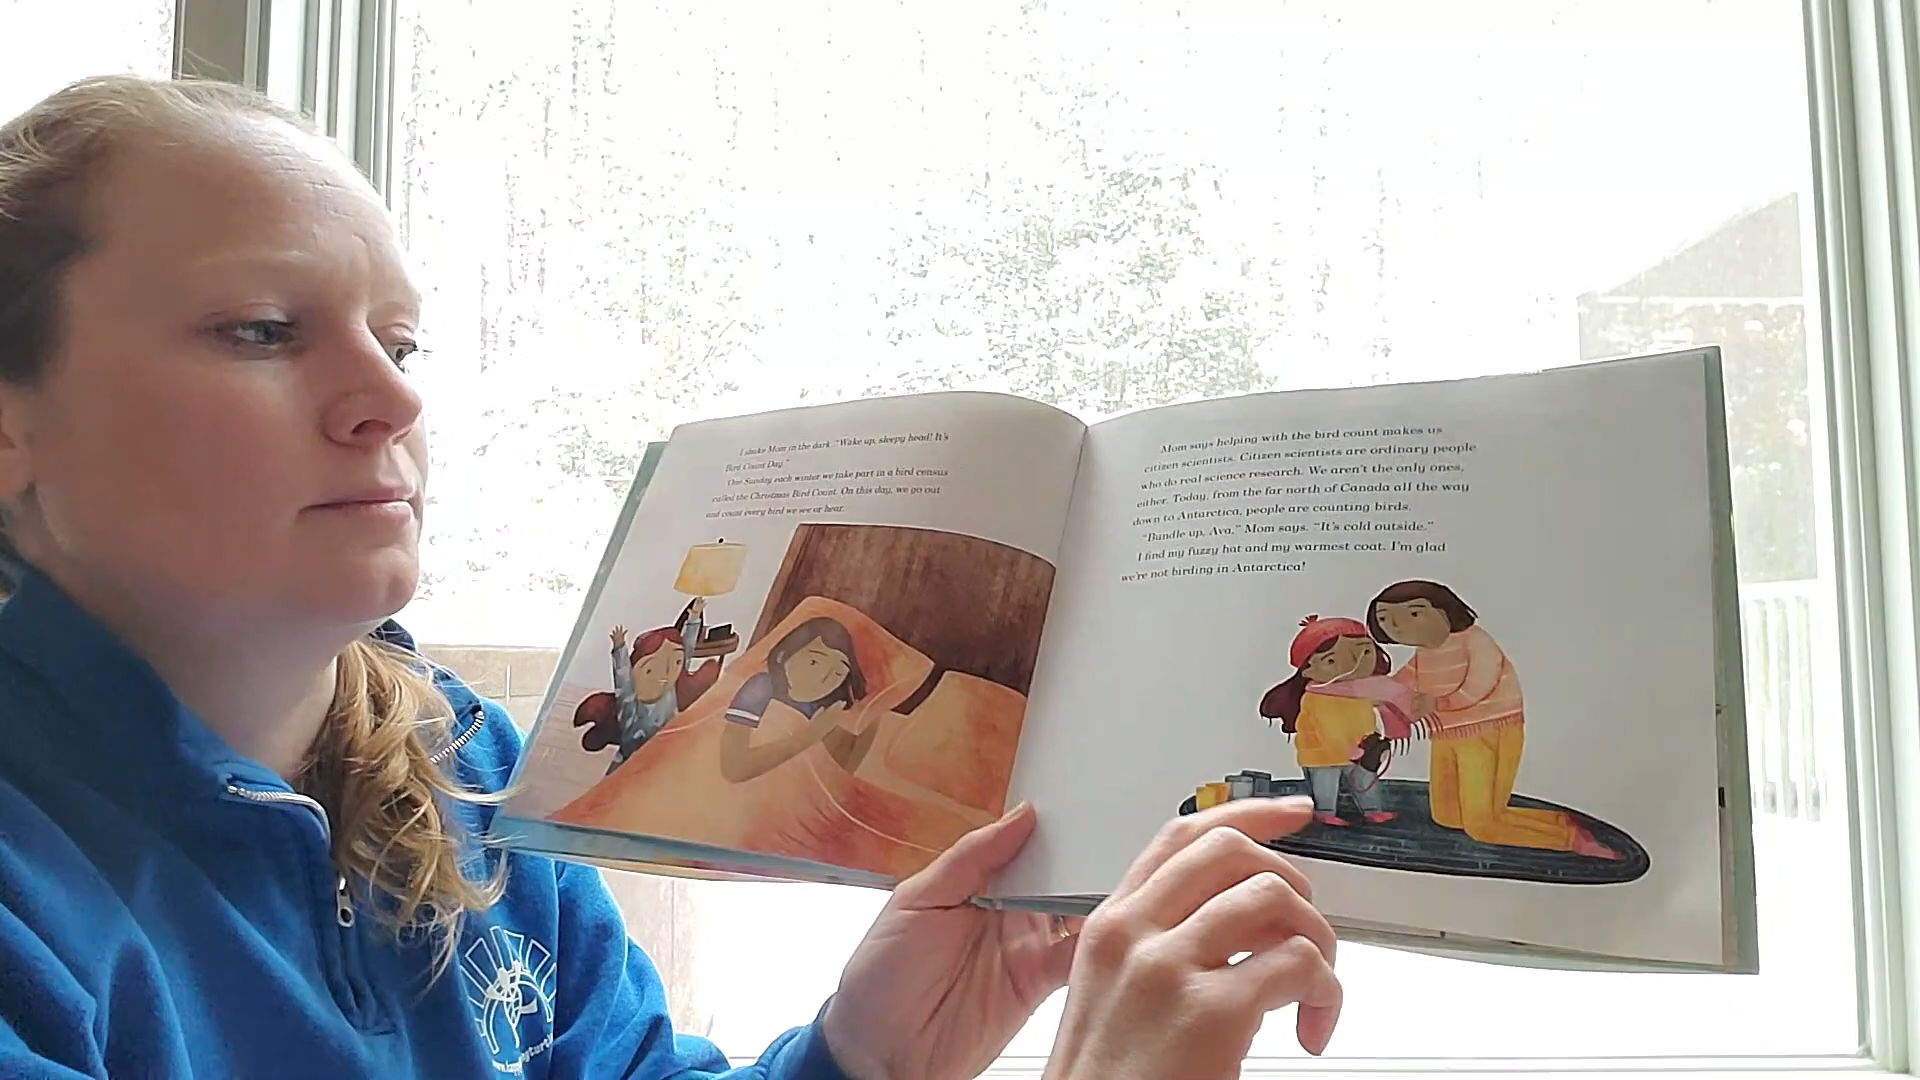 I shake Mom in the dark. "Wake up, sleepy head! It's
Bird Count Day."
One Sunday each winter we take part in a bird census
called the Christmas Bird Count. On this day, we go out
and count every bird we see or hear.
Mom says helping with the bird count makes us
citizen scientists. Citizen scientists are ordinary people
who do real science research. We aren't the only ones,
either. Today, from the far north of Canada all the way
down to Antarctica, people are counting birds.
"Bundle up, Ava," Mom says. "It's cold outside."
I find my fuzzy hat and my warmest coat. I'm glad
we're not birding in Antarctica!